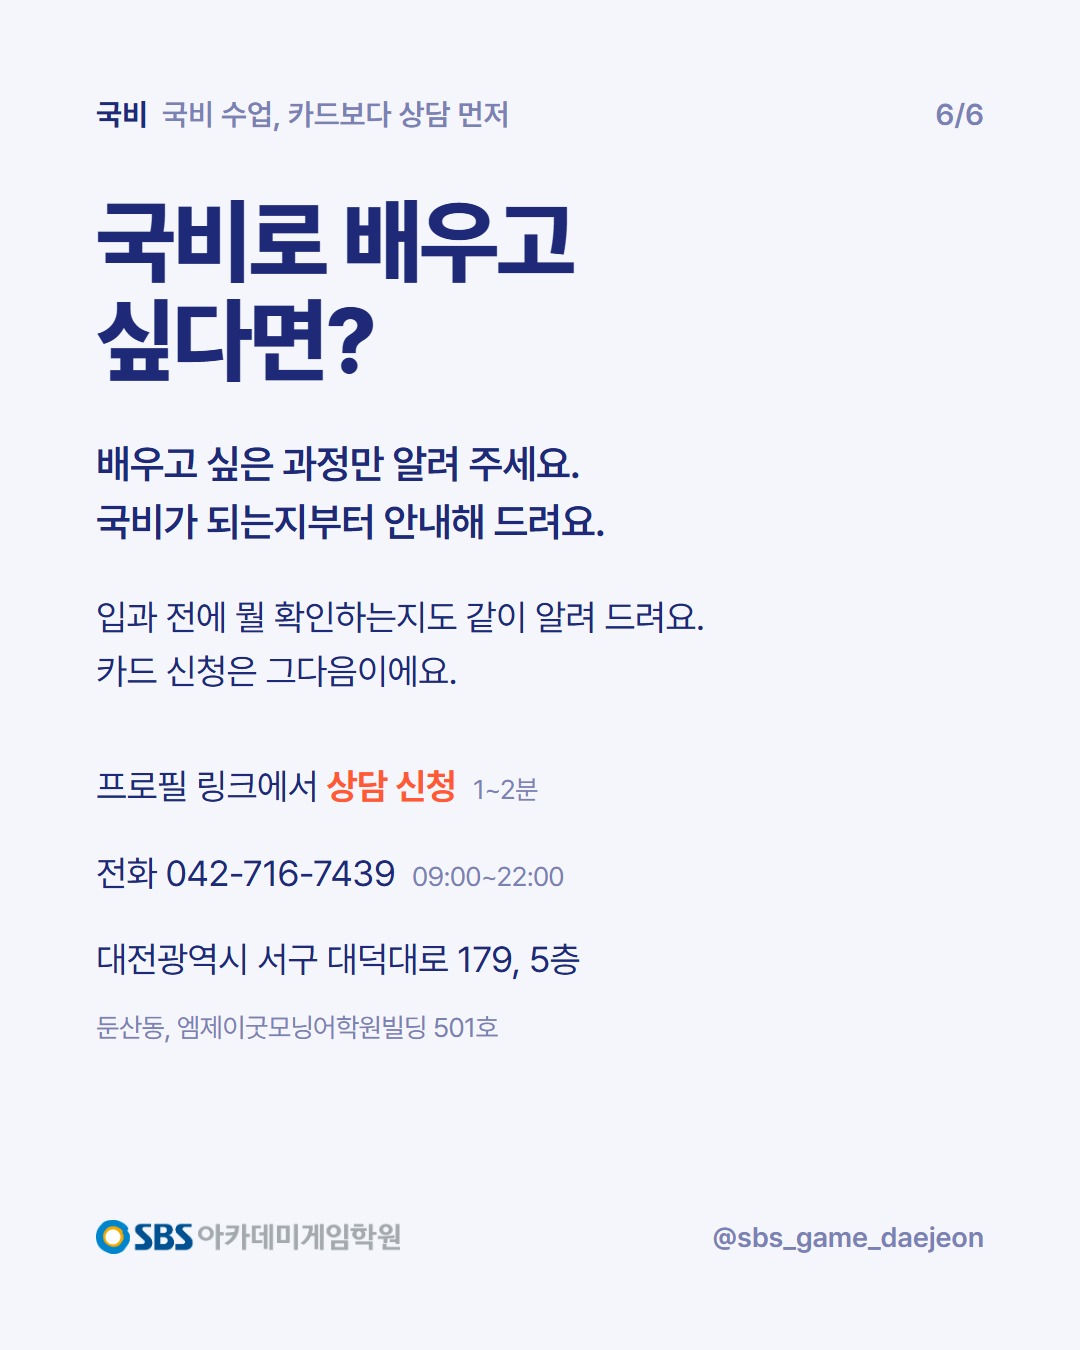 국비 국비 수업, 카드보다 상담 먼저 6/6
국비로 배우고
싶다면?
배우고 싶은 과정만 알려 주세요.
국비가 되는지부터 안내해 드려요.
입과 전에 뭘 확인하는지도 같이 알려 드려요.
카드 신청은 그다음이에요.
프로필 링크에서 상담 신청 1~2분
전화 042-716-7439 09:00~22:00
대전광역시 서구 대덕대로 179, 5층
둔산동, 엠제이굿모닝어학원빌딩 501호
SBS 아카데미게임학원 @sbs_game_daejeon